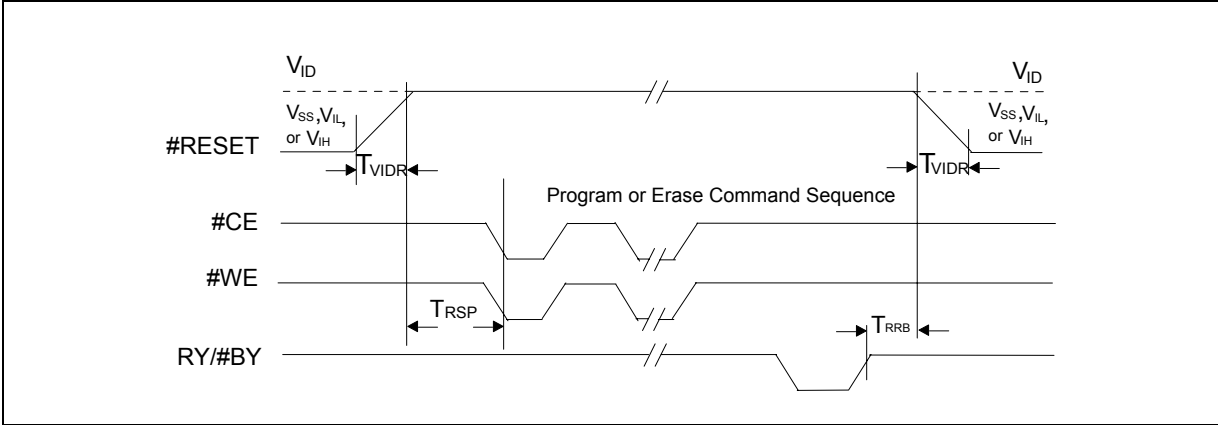 VID VID
VSS,VIL, VSS,VIL,
or VIH or VIH
#RESET
TVIDR TVIDR
Program or Erase Command Sequence
#CE
#WE
TRSP
TRRB
RY/#BY